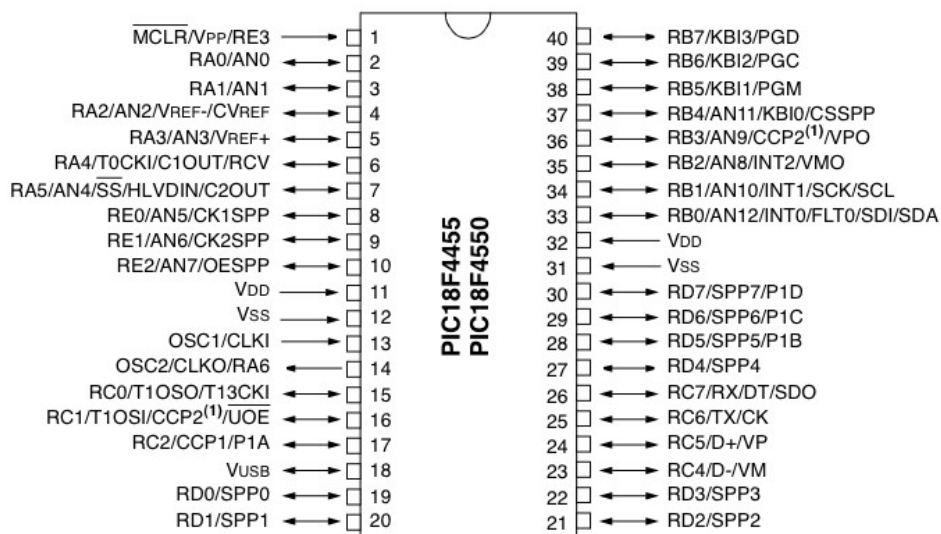 MCLR/VPP/RE3 1
RA0/AN0 2
RA1/AN1 3
RA2/AN2/VREF-/CVREF 4
RA3/AN3/VREF+ 5
RA4/T0CKI/C1OUT/RCV 6
RA5/AN4/SS/HLVDIN/C2OUT 7
RE0/AN5/CK1SPP 8
RE1/AN6/CK2SPP 9
RE2/AN7/OESPP 10
VDD 11
VSS 12
OSC1/CLKI 13
OSC2/CLKO/RA6 14
RC0/T1OSO/T13CKI 15
RC1/T1OSI/CCP2(1)/UOE 16
RC2/CCP1/P1A 17
VUSB 18
RD0/SPP0 19
RD1/SPP1 20
PIC18F4455
PIC18F4550
40 RB7/KBI3/PGD
39 RB6/KBI2/PGC
38 RB5/KBI1/PGM
37 RB4/AN11/KBI0/CSSPP
36 RB3/AN9/CCP2(1)/VPO
35 RB2/AN8/INT2/VMO
34 RB1/AN10/INT1/SCK/SCL
33 RB0/AN12/INT0/FLT0/SDI/SDA
32 VDD
31 VSS
30 RD7/SPP7/P1D
29 RD6/SPP6/P1C
28 RD5/SPP5/P1B
27 RD4/SPP4
26 RC7/RX/DT/SDO
25 RC6/TX/CK
24 RC5/D+/VP
23 RC4/D-/VM
22 RD3/SPP3
21 RD2/SPP2